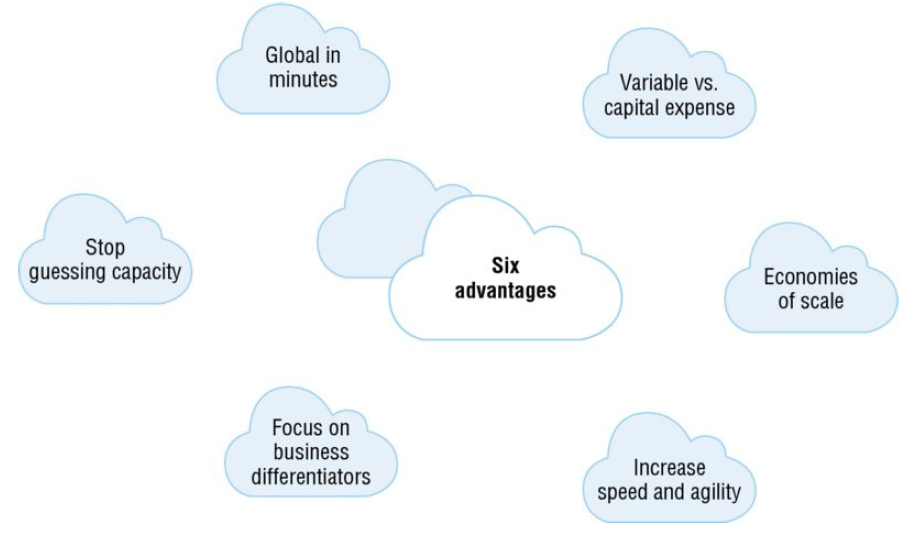 Global in
minutes
Variable vs.
capital expense
Stop
guessing capacity
Six
advantages
Economies
of scale
Focus on
business
differentiators
Increase
speed and agility